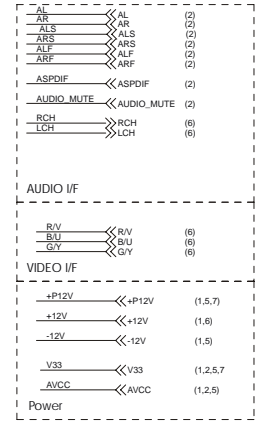 AL AL (2)
AR AR (2)
ALS ALS (2)
ARS ARS (2)
ALF ALF (2)
ARF ARF (2)
ASPDIF ASPDIF (2)
AUDIO_MUTE AUDIO_MUTE (2)
RCH RCH (6)
LCH LCH (6)
AUDIO I/F
R/V R/V (6)
B/U B/U (6)
G/Y G/Y (6)
VIDEO I/F
+P12V +P12V (1,5,7)
+12V +12V (1,6)
-12V -12V (1,5)
V33 V33 (1,2,5,7
AVCC AVCC (1,2,5)
Power